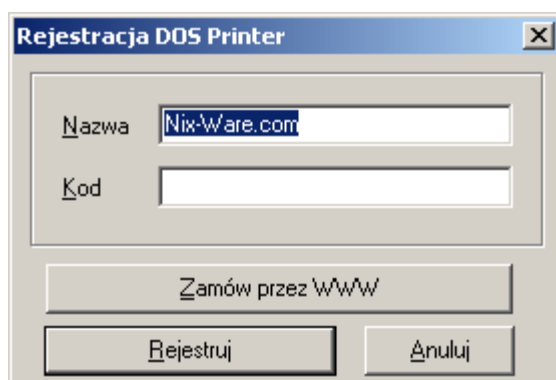 Rejestracja DOS Printer
Nazwa Nix-Ware.com
Kod
Zamów przez WWW
Rejestruj Anuluj